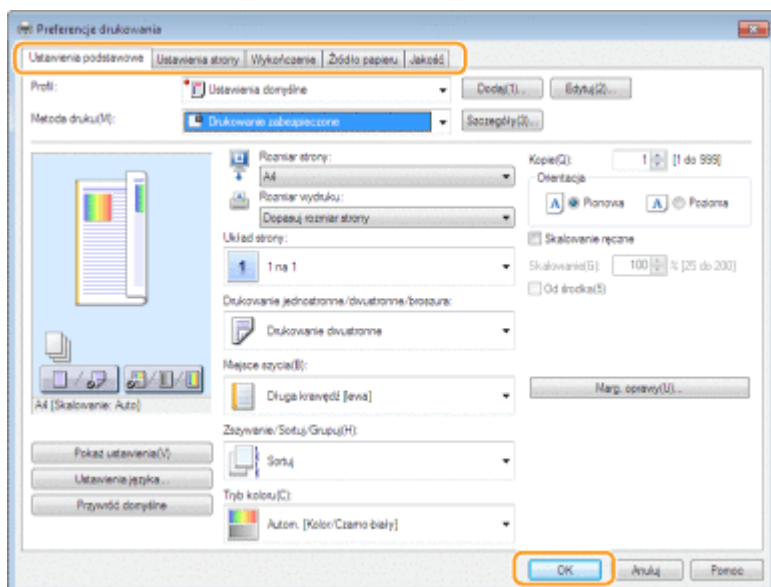 Preferencje drukowania
Ustawienia podstawowe Ustawienia strony Wykończenie Źródło papieru Jakość
Profil: Ustawienia domyślne Dodaj(1)... Edytuj(2)...
Metoda druku(M): Drukowanie zabezpieczone Szczegóły(3)...
Rozmiar strony:
A4
Rozmiar wydruku:
Dopasuj rozmiar strony
Układ strony:
1 1 na 1
Drukowanie jednostronne/dwustronne/broszura:
Drukowanie dwustronne
Miejsce szycia(B):
Długa krawędź [lewa]
Zszywanie/Sortuj/Grupuj(H):
Sortuj
Tryb koloru(C):
Autom. [Kolor/Czarno-biały]
Kopie(Q): 1 [1 do 999]
Orientacja
A Pionowa A Pozioma
Skalowanie ręczne
Skalowanie(G): 100 % [25 do 200]
Od środka(5)
Marg. oprawy(U)...
A4 [Skalowanie: Auto]
Pokaż ustawienia(V)
Ustawienia języka...
Przywróć domyślne
OK Anuluj Pomoc